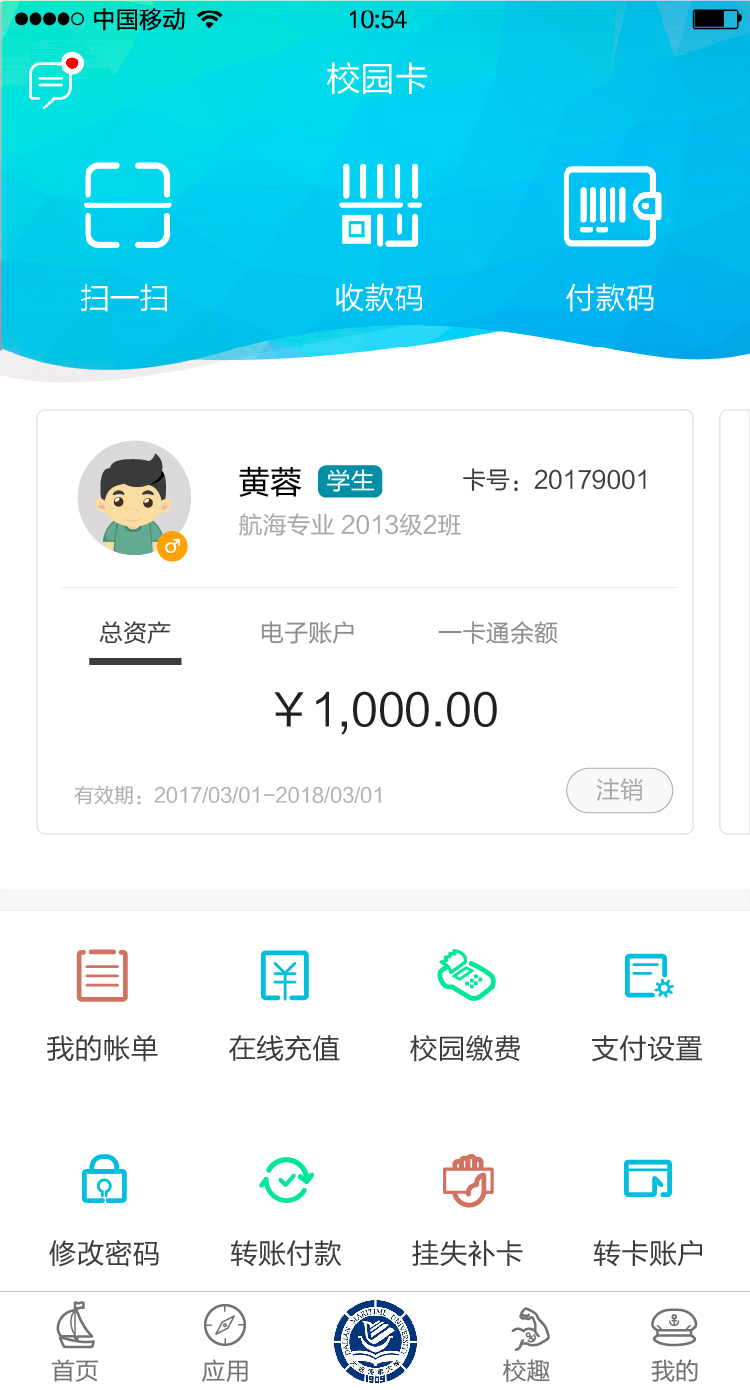 中国移动 10:54
校园卡
扫一扫 收款码 付款码
黄蓉 学生 卡号：20179001
航海专业 2013级2班
总资产 电子账户 一卡通余额
￥1,000.00
有效期：2017/03/01-2018/03/01 注销
我的帐单 在线充值 校园缴费 支付设置
修改密码 转账付款 挂失补卡 转卡账户
DALIAN MARITIME UNIVERSITY
1909
首页 应用 校趣 我的